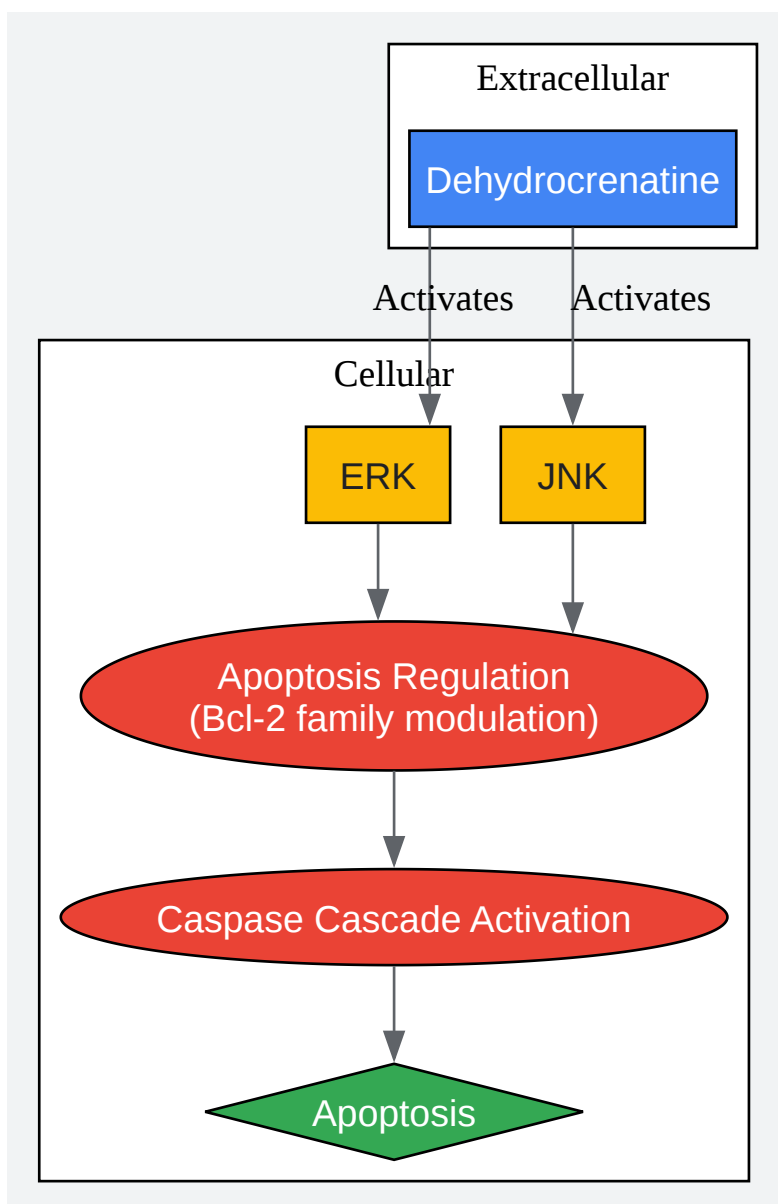 Extracellular
Dehydrocrenatine
Activates
Activates
Cellular
ERK
JNK
Apoptosis Regulation
(Bcl-2 family modulation)
Caspase Cascade Activation
Apoptosis